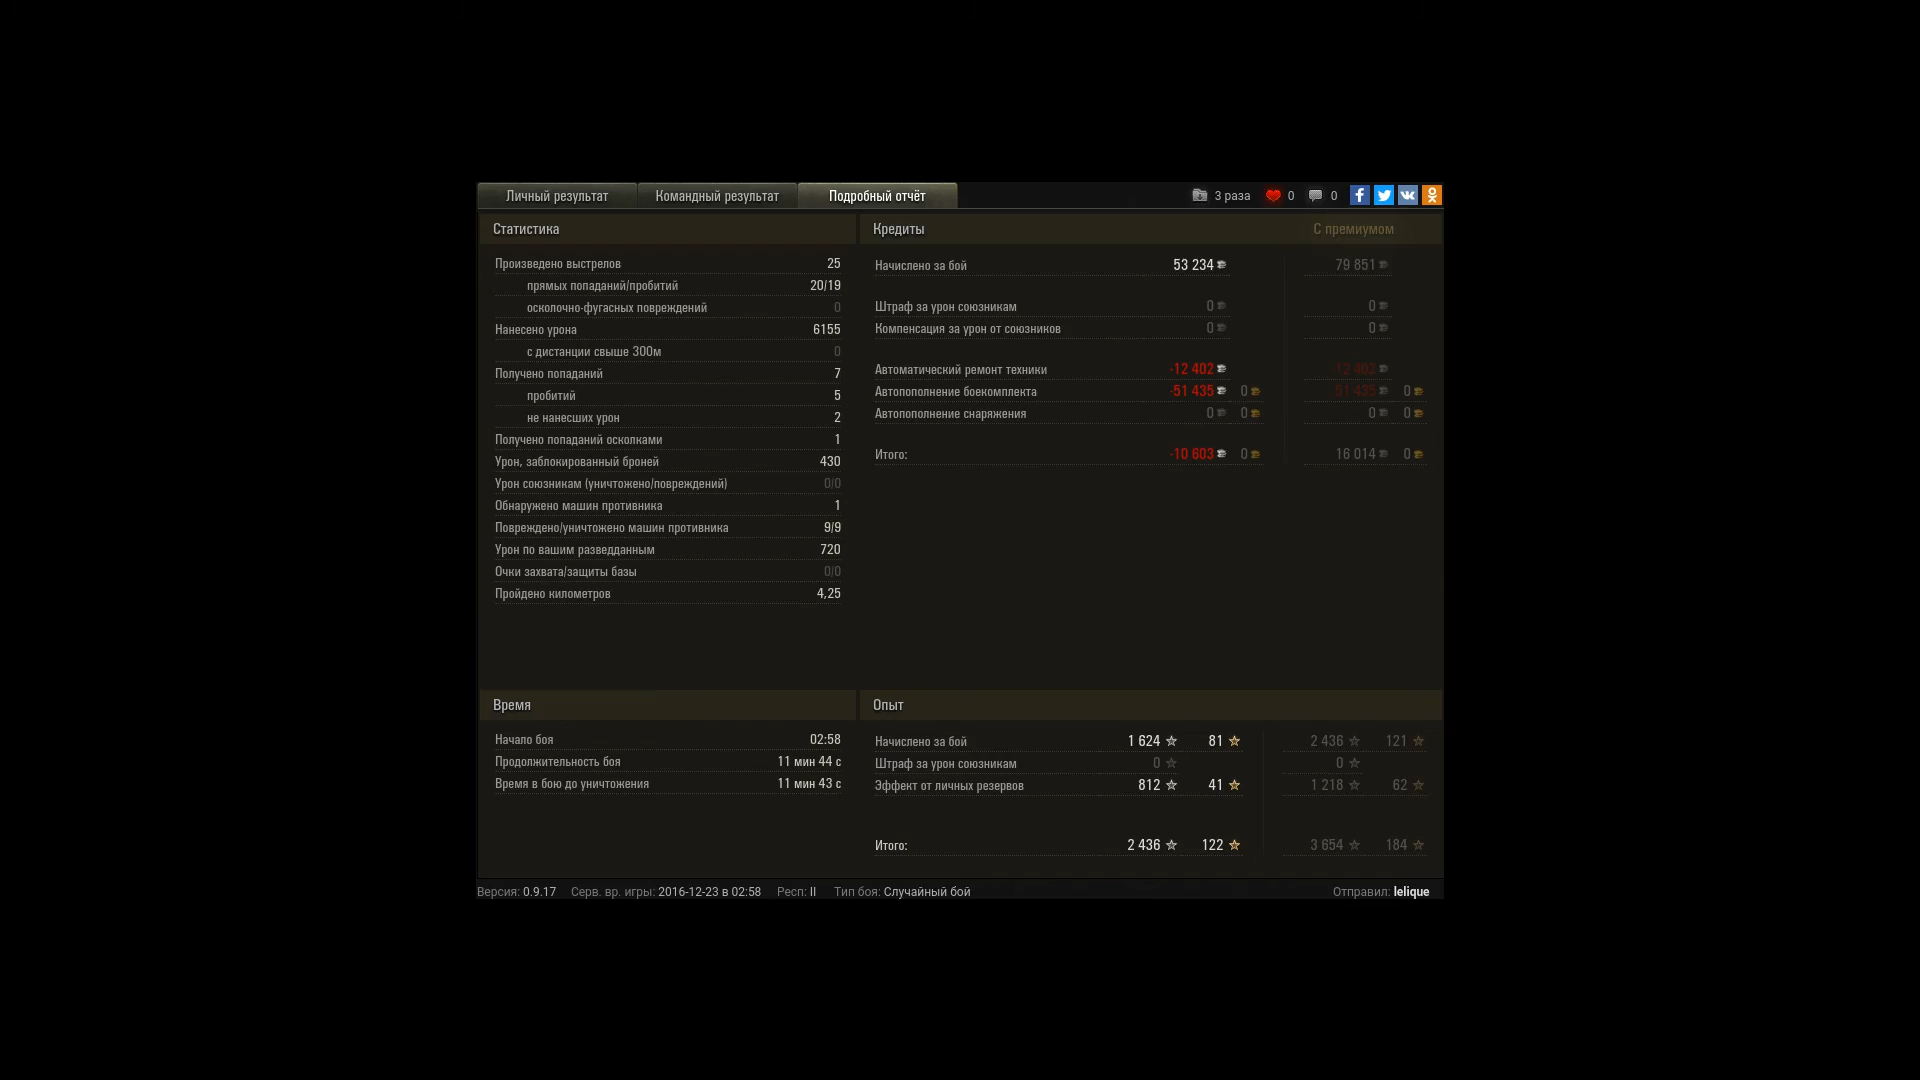 Личный результат Командный результат Подробный отчёт 3 раза 0 0
Статистика
Произведено выстрелов 25
прямых попаданий/пробитий 20/19
осколочно-фугасных повреждений 0
Нанесено урона 6155
с дистанции свыше 300м 0
Получено попаданий 7
пробитий 5
не нанесших урон 2
Получено попаданий осколками 1
Урон, заблокированный броней 430
Урон союзникам (уничтожено/повреждений) 0/0
Обнаружено машин противника 1
Повреждено/уничтожено машин противника 9/9
Урон по вашим разведданным 720
Очки захвата/защиты базы 0/0
Пройдено километров 4,25
Кредиты С премиумом
Начислено за бой 53 234 79 851
Штраф за урон союзникам 0 0
Компенсация за урон от союзников 0 0
Автоматический ремонт техники -12 402 -12 402
Автопополнение боекомплекта -51 435 0 -51 435 0
Автопополнение снаряжения 0 0 0 0
Итого: -10 603 0 16 014 0
Время
Начало боя 02:58
Продолжительность боя 11 мин 44 с
Время в бою до уничтожения 11 мин 43 с
Опыт
Начислено за бой 1 624 81 2 436 121
Штраф за урон союзникам 0 0
Эффект от личных резервов 812 41 1 218 62
Итого: 2 436 122 3 654 184
Версия: 0.9.17 Серв. вр. игры: 2016-12-23 в 02:58 Респ: II Тип боя: Случайный бой Отправил: lelique